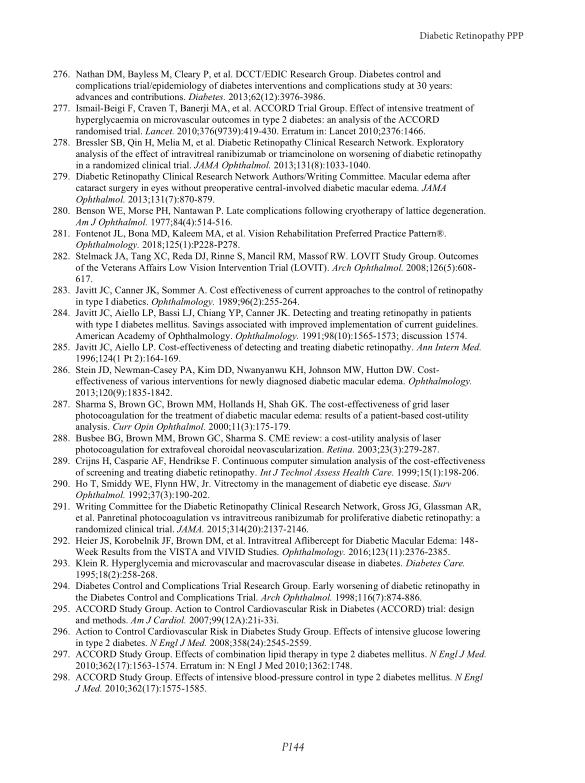 Diabetic Retinopathy PPP
276. Nathan DM, Bayless M, Cleary P, et al. DCCT/EDIC Research Group. Diabetes control and
complications trial/epidemiology of diabetes interventions and complications study at 30 years:
advances and contributions. Diabetes. 2013;62(12):3976-3986.
277. Ismail-Beigi F, Craven T, Banerji MA, et al. ACCORD Trial Group. Effect of intensive treatment of
hyperglycaemia on microvascular outcomes in type 2 diabetes: an analysis of the ACCORD
randomised trial. Lancet. 2010;376(9739):419-430. Erratum in: Lancet 2010;2376:1466.
278. Bressler SB, Qin H, Melia M, et al. Diabetic Retinopathy Clinical Research Network. Exploratory
analysis of the effect of intravitreal ranibizumab or triamcinolone on worsening of diabetic retinopathy
in a randomized clinical trial. JAMA Ophthalmol. 2013;131(8):1033-1040.
279. Diabetic Retinopathy Clinical Research Network Authors/Writing Committee. Macular edema after
cataract surgery in eyes without preoperative central-involved diabetic macular edema. JAMA
Ophthalmol. 2013;131(7):870-879.
280. Benson WE, Morse PH, Nantawan P. Late complications following cryotherapy of lattice degeneration.
Am J Ophthalmol. 1977;84(4):514-516.
281. Fontenot JL, Bona MD, Kaleem MA, et al. Vision Rehabilitation Preferred Practice Pattern®.
Ophthalmology. 2018;125(1):P228-P278.
282. Stelmack JA, Tang XC, Reda DJ, Rinne S, Mancil RM, Massof RW. LOVIT Study Group. Outcomes
of the Veterans Affairs Low Vision Intervention Trial (LOVIT). Arch Ophthalmol. 2008;126(5):608-
617.
283. Javitt JC, Canner JK, Sommer A. Cost effectiveness of current approaches to the control of retinopathy
in type I diabetics. Ophthalmology. 1989;96(2):255-264.
284. Javitt JC, Aiello LP, Bassi LJ, Chiang YP, Canner JK. Detecting and treating retinopathy in patients
with type I diabetes mellitus. Savings associated with improved implementation of current guidelines.
American Academy of Ophthalmology. Ophthalmology. 1991;98(10):1565-1573; discussion 1574.
285. Javitt JC, Aiello LP. Cost-effectiveness of detecting and treating diabetic retinopathy. Ann Intern Med.
1996;124(1 Pt 2):164-169.
286. Stein JD, Newman-Casey PA, Kim DD, Nwanyanwu KH, Johnson MW, Hutton DW. Cost-
effectiveness of various interventions for newly diagnosed diabetic macular edema. Ophthalmology.
2013;120(9):1835-1842.
287. Sharma S, Brown GC, Brown MM, Hollands H, Shah GK. The cost-effectiveness of grid laser
photocoagulation for the treatment of diabetic macular edema: results of a patient-based cost-utility
analysis. Curr Opin Ophthalmol. 2000;11(3):175-179.
288. Busbee BG, Brown MM, Brown GC, Sharma S. CME review: a cost-utility analysis of laser
photocoagulation for extrafoveal choroidal neovascularization. Retina. 2003;23(3):279-287.
289. Crijns H, Casparie AF, Hendrikse F. Continuous computer simulation analysis of the cost-effectiveness
of screening and treating diabetic retinopathy. Int J Technol Assess Health Care. 1999;15(1):198-206.
290. Ho T, Smiddy WE, Flynn HW, Jr. Vitrectomy in the management of diabetic eye disease. Surv
Ophthalmol. 1992;37(3):190-202.
291. Writing Committee for the Diabetic Retinopathy Clinical Research Network, Gross JG, Glassman AR,
et al. Panretinal photocoagulation vs intravitreous ranibizumab for proliferative diabetic retinopathy: a
randomized clinical trial. JAMA. 2015;314(20):2137-2146.
292. Heier JS, Korobelnik JF, Brown DM, et al. Intravitreal Aflibercept for Diabetic Macular Edema: 148-
Week Results from the VISTA and VIVID Studies. Ophthalmology. 2016;123(11):2376-2385.
293. Klein R. Hyperglycemia and microvascular and macrovascular disease in diabetes. Diabetes Care.
1995;18(2):258-268.
294. Diabetes Control and Complications Trial Research Group. Early worsening of diabetic retinopathy in
the Diabetes Control and Complications Trial. Arch Ophthalmol. 1998;116(7):874-886.
295. ACCORD Study Group. Action to Control Cardiovascular Risk in Diabetes (ACCORD) trial: design
and methods. Am J Cardiol. 2007;99(12A):21i-33i.
296. Action to Control Cardiovascular Risk in Diabetes Study Group. Effects of intensive glucose lowering
in type 2 diabetes. N Engl J Med. 2008;358(24):2545-2559.
297. ACCORD Study Group. Effects of combination lipid therapy in type 2 diabetes mellitus. N Engl J Med.
2010;362(17):1563-1574. Erratum in: N Engl J Med 2010;1362:1748.
298. ACCORD Study Group. Effects of intensive blood-pressure control in type 2 diabetes mellitus. N Engl
J Med. 2010;362(17):1575-1585.
P144